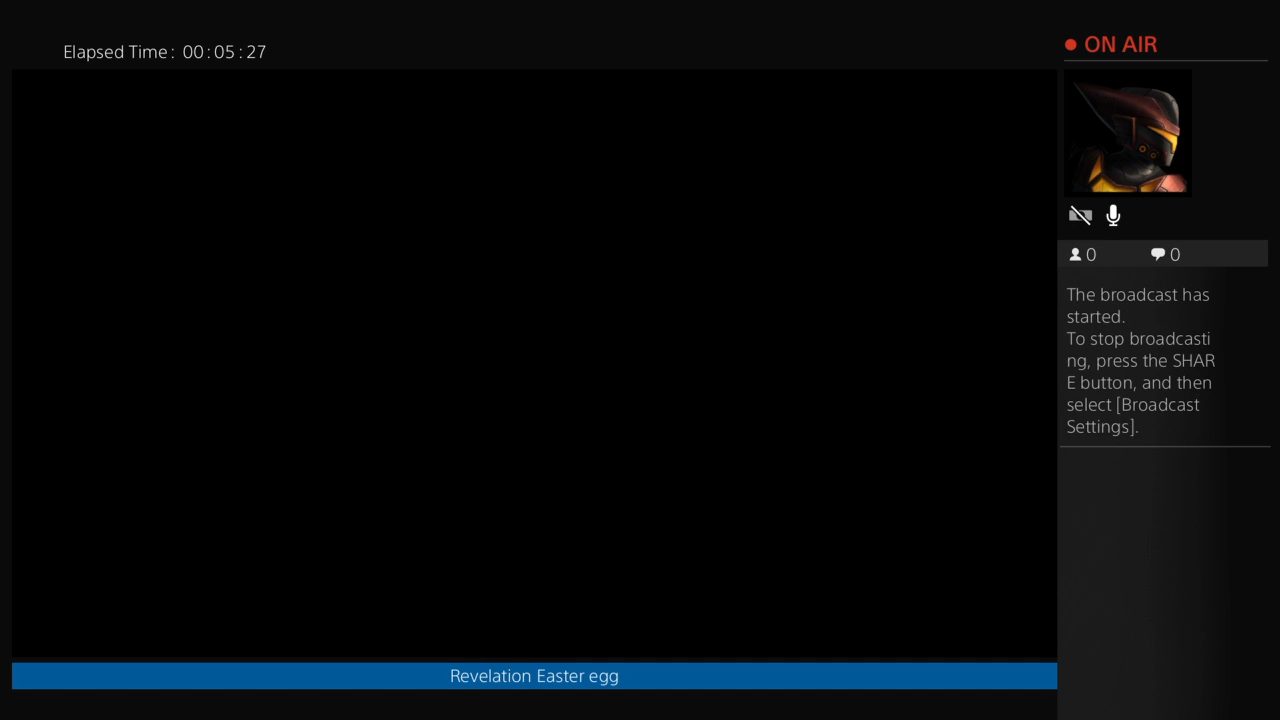 Elapsed Time: 00:05:27
ON AIR
0
0
The broadcast has
started.
To stop broadcasti
ng, press the SHAR
E button, and then
select [Broadcast
Settings].
Revelation Easter egg